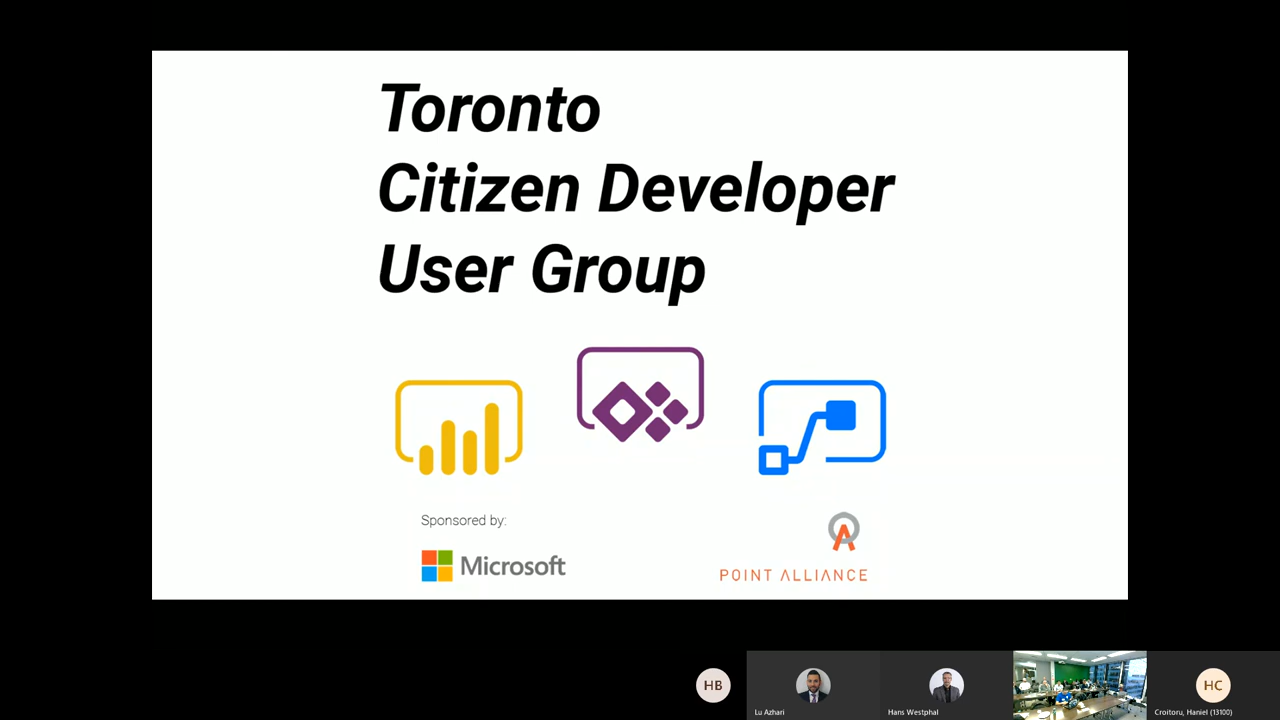 Toronto
Citizen Developer
User Group
Sponsored by:
Microsoft
POINT ALLIANCE
HB
Lu Azhari
Hans Westphal
HC
Croitoru, Haniel (13100)